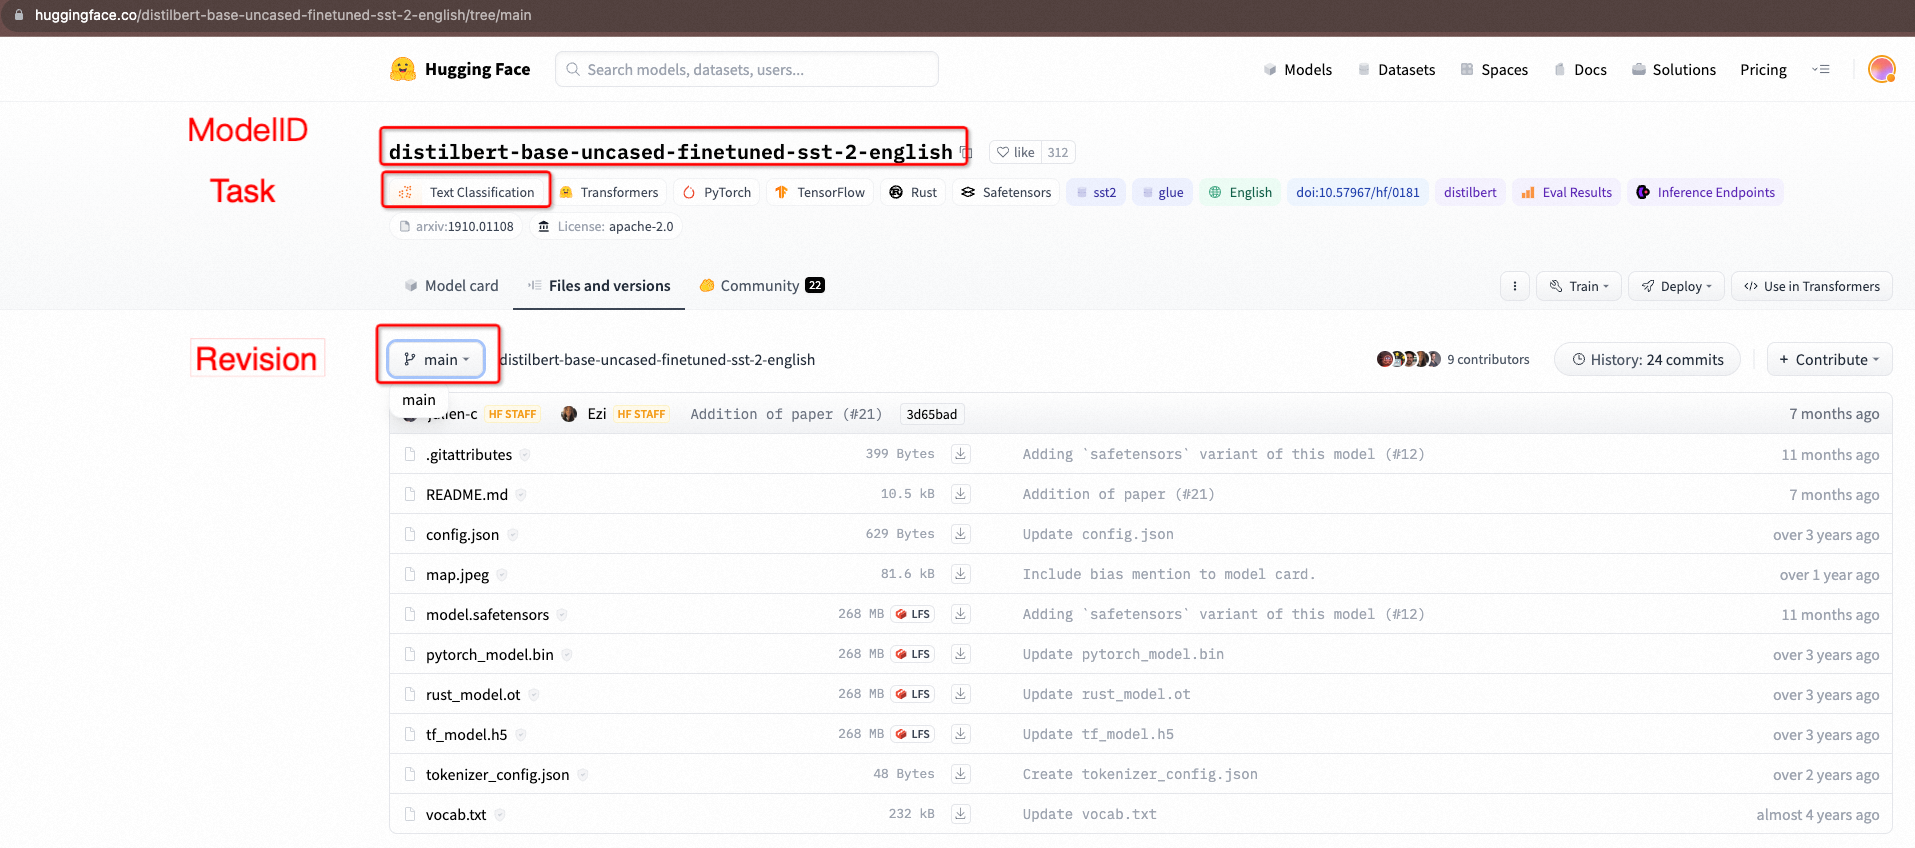 huggingface.co/distilbert-base-uncased-finetuned-sst-2-english/tree/main
Hugging Face Search models, datasets, users... Models Datasets Spaces Docs Solutions Pricing
ModelID
distilbert-base-uncased-finetuned-sst-2-english like 312
Task
Text Classification Transformers PyTorch TensorFlow Rust Safetensors sst2 glue English doi:10.57967/hf/0181 distilbert Eval Results Inference Endpoints
arxiv:1910.01108 License: apache-2.0
Model card Files and versions Community 22 Train Deploy Use in Transformers
Revision
main distilbert-base-uncased-finetuned-sst-2-english 9 contributors History: 24 commits + Contribute
main
HF STAFF Ezi HF STAFF Addition of paper (#21) 3d65bad 7 months ago
.gitattributes 399 Bytes Adding `safetensors` variant of this model (#12) 11 months ago
README.md 10.5 kB Addition of paper (#21) 7 months ago
config.json 629 Bytes Update config.json over 3 years ago
map.jpeg 81.6 kB Include bias mention to model card. over 1 year ago
model.safetensors 268 MB LFS Adding `safetensors` variant of this model (#12) 11 months ago
pytorch_model.bin 268 MB LFS Update pytorch_model.bin over 3 years ago
rust_model.ot 268 MB LFS Update rust_model.ot over 3 years ago
tf_model.h5 268 MB LFS Update tf_model.h5 over 3 years ago
tokenizer_config.json 48 Bytes Create tokenizer_config.json over 2 years ago
vocab.txt 232 kB Update vocab.txt almost 4 years ago